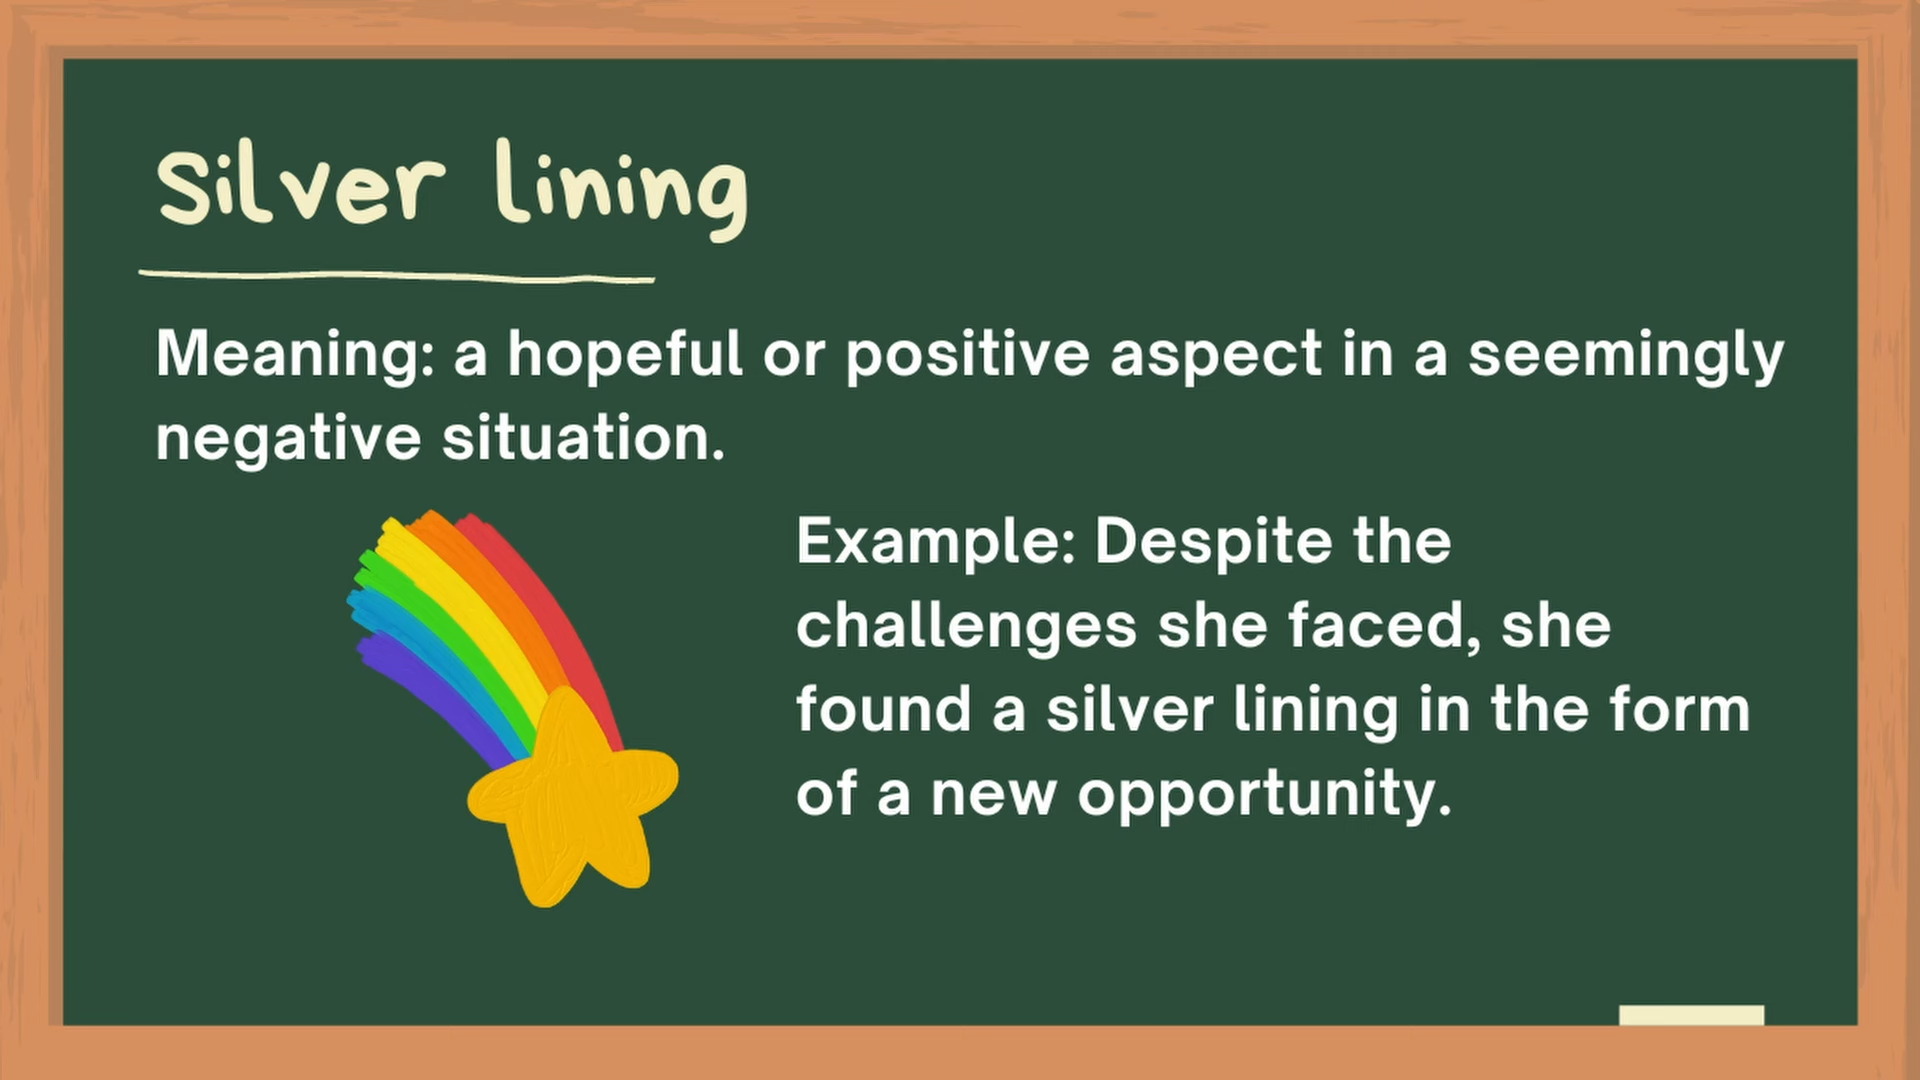 Silver lining
Meaning: a hopeful or positive aspect in a seemingly
negative situation.
Example: Despite the
challenges she faced, she
found a silver lining in the form
of a new opportunity.